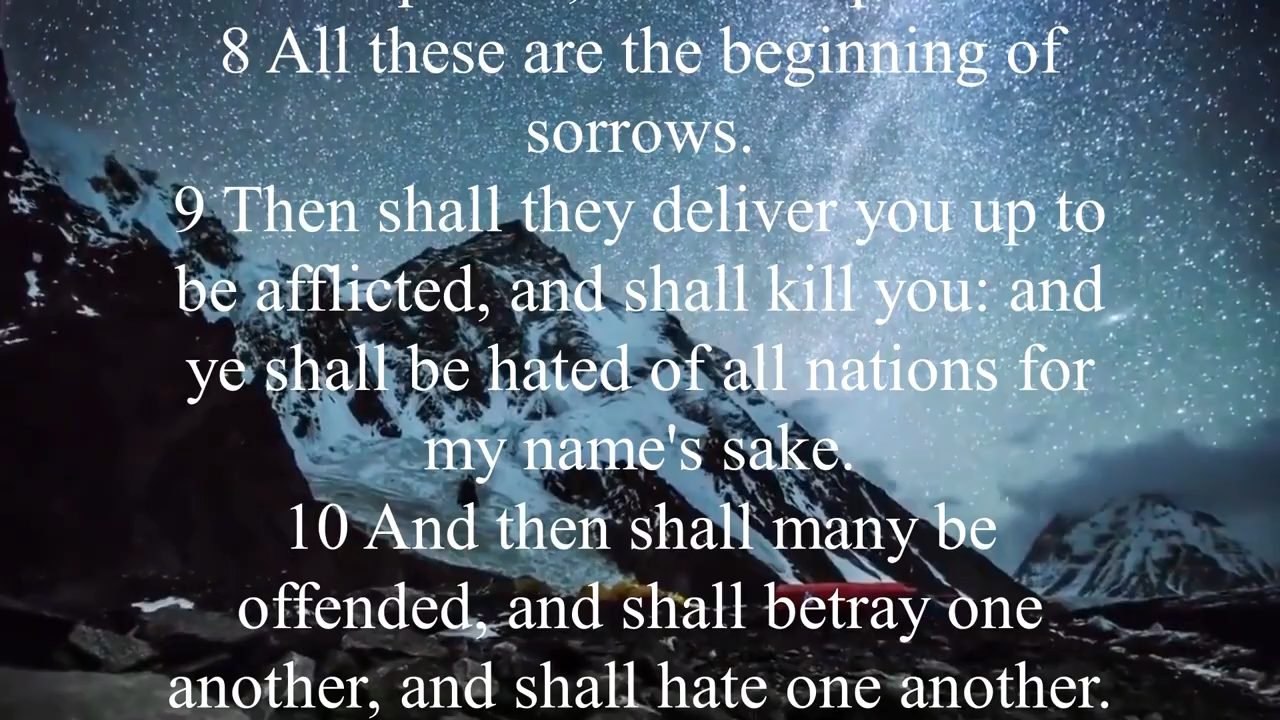 8 All these are the beginning of
sorrows.
9 Then shall they deliver you up to
be afflicted, and shall kill you: and
ye shall be hated of all nations for
my name's sake.
10 And then shall many be
offended, and shall betray one
another, and shall hate one another.